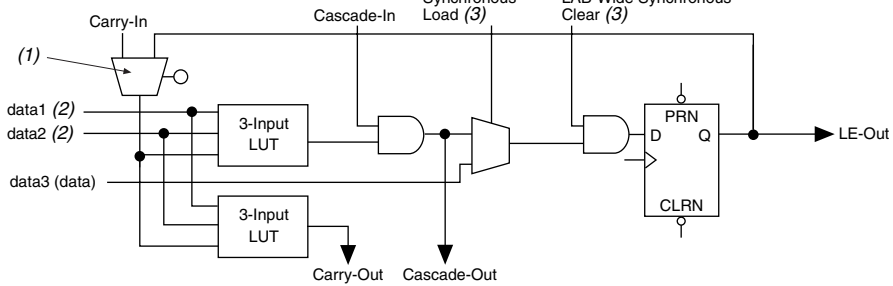 Synchronous
Load (3)
LAB-Wide Synchronous
Clear (3)
Carry-In
Cascade-In
(1)
data1 (2)
data2 (2)
3-Input
LUT
PRN
D
Q
LE-Out
data3 (data)
3-Input
LUT
CLRN
Carry-Out
Cascade-Out